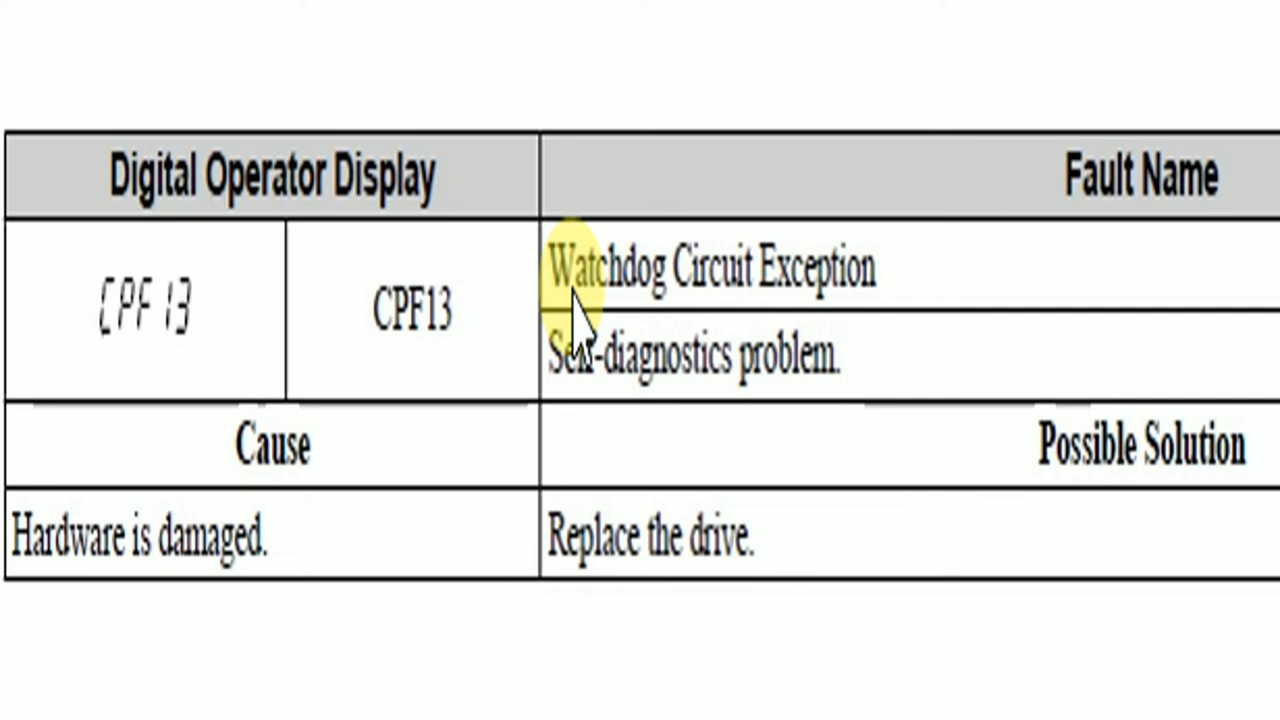 Digital Operator Display
Fault Name
CPF13
CPF13
Watchdog Circuit Exception
Self-diagnostics problem.
Cause
Possible Solution
Hardware is damaged.
Replace the drive.